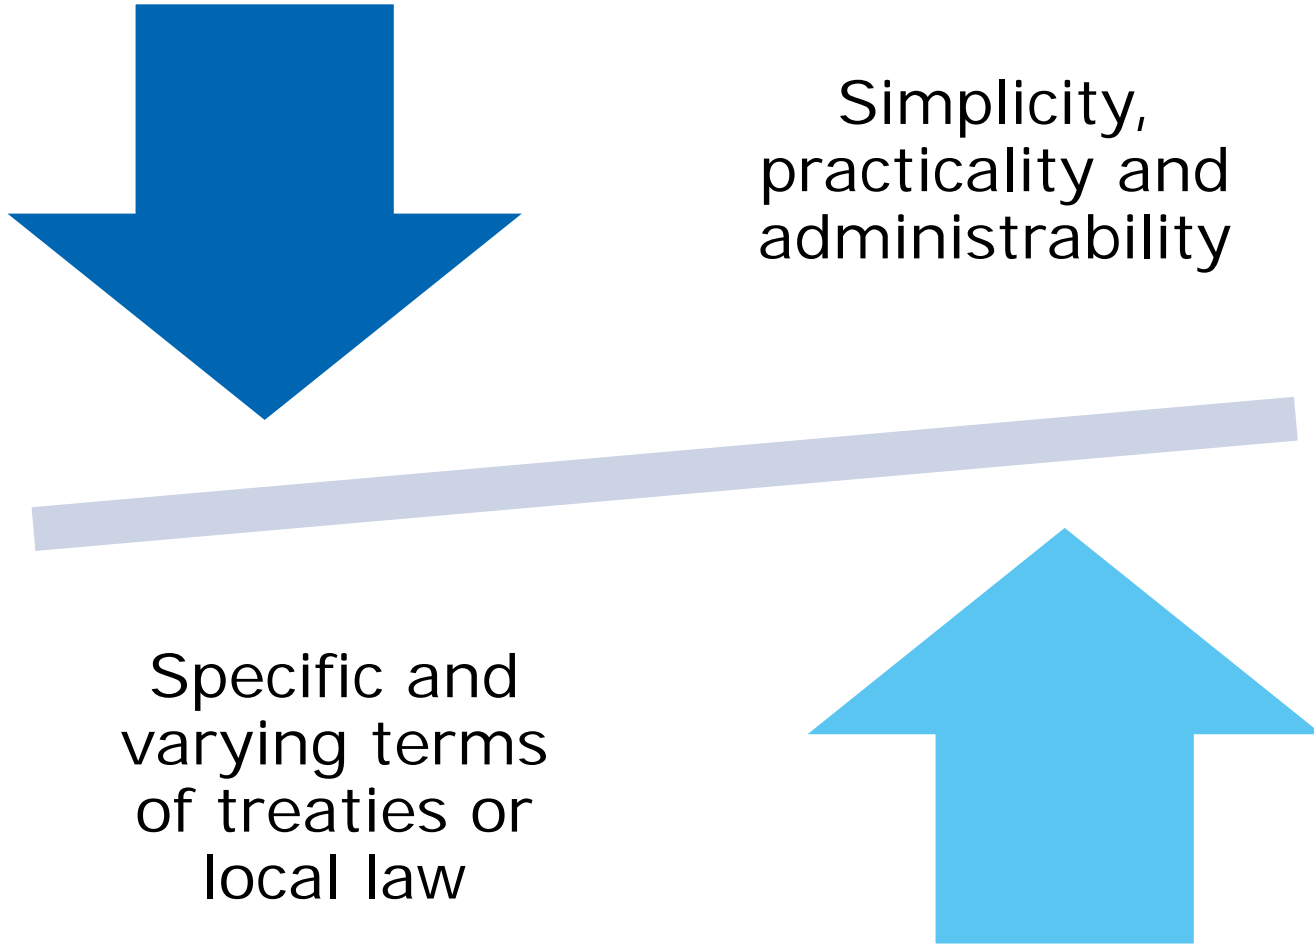 Simplicity,
practicality and
administrability
Specific and
varying terms
of treaties or
local law